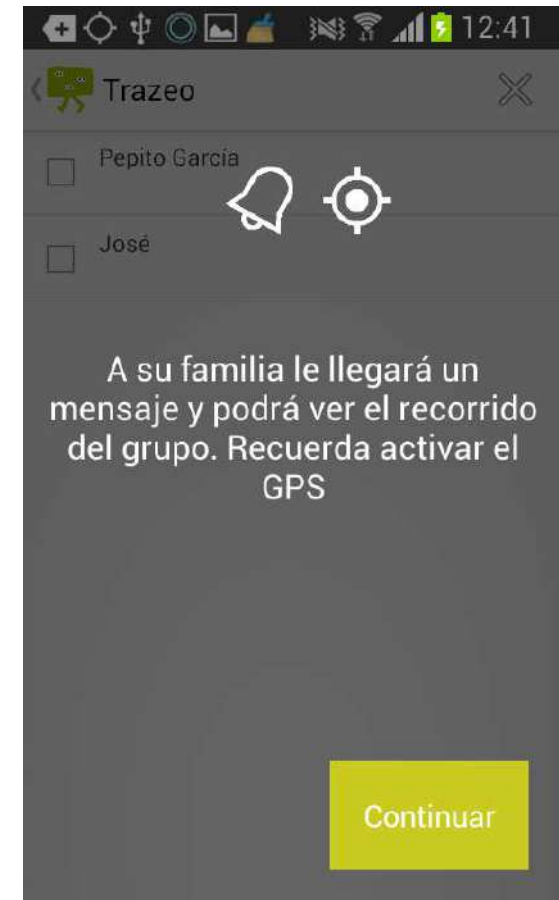 12:41
Trazeo
Pepito García
José
A su familia le llegará un
mensaje y podrá ver el recorrido
del grupo. Recuerda activar el
GPS
Continuar